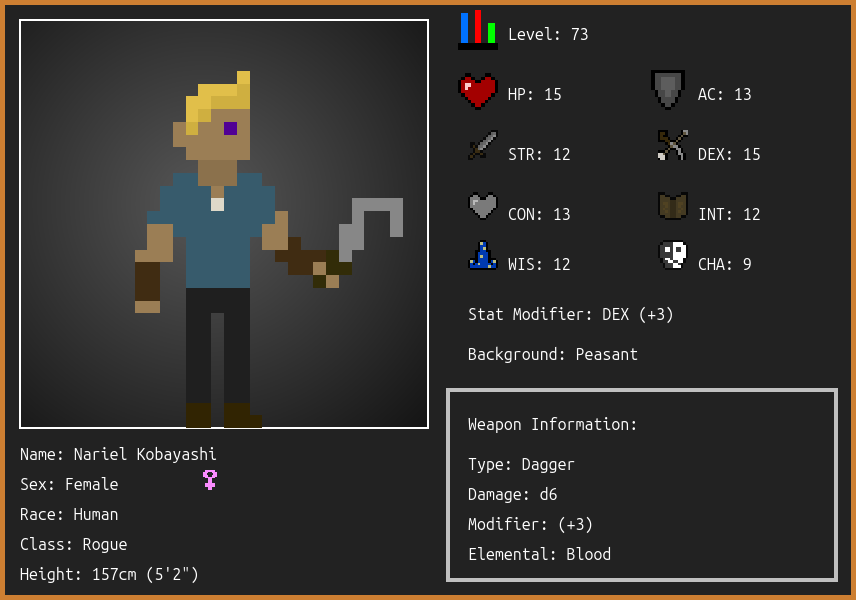 Level: 73
HP: 15
AC: 13
STR: 12
DEX: 15
CON: 13
INT: 12
WIS: 12
CHA: 9
Stat Modifier: DEX (+3)
Background: Peasant
Weapon Information:
Type: Dagger
Damage: d6
Modifier: (+3)
Elemental: Blood
Name: Nariel Kobayashi
Sex: Female
Race: Human
Class: Rogue
Height: 157cm (5'2")